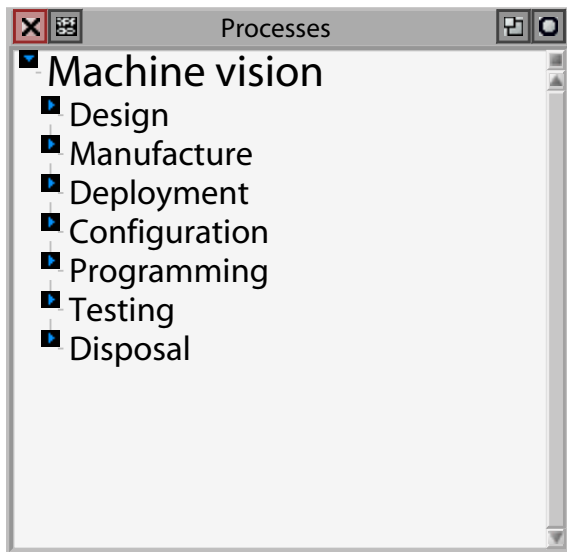 Processes
Machine vision
Design
Manufacture
Deployment
Configuration
Programming
Testing
Disposal